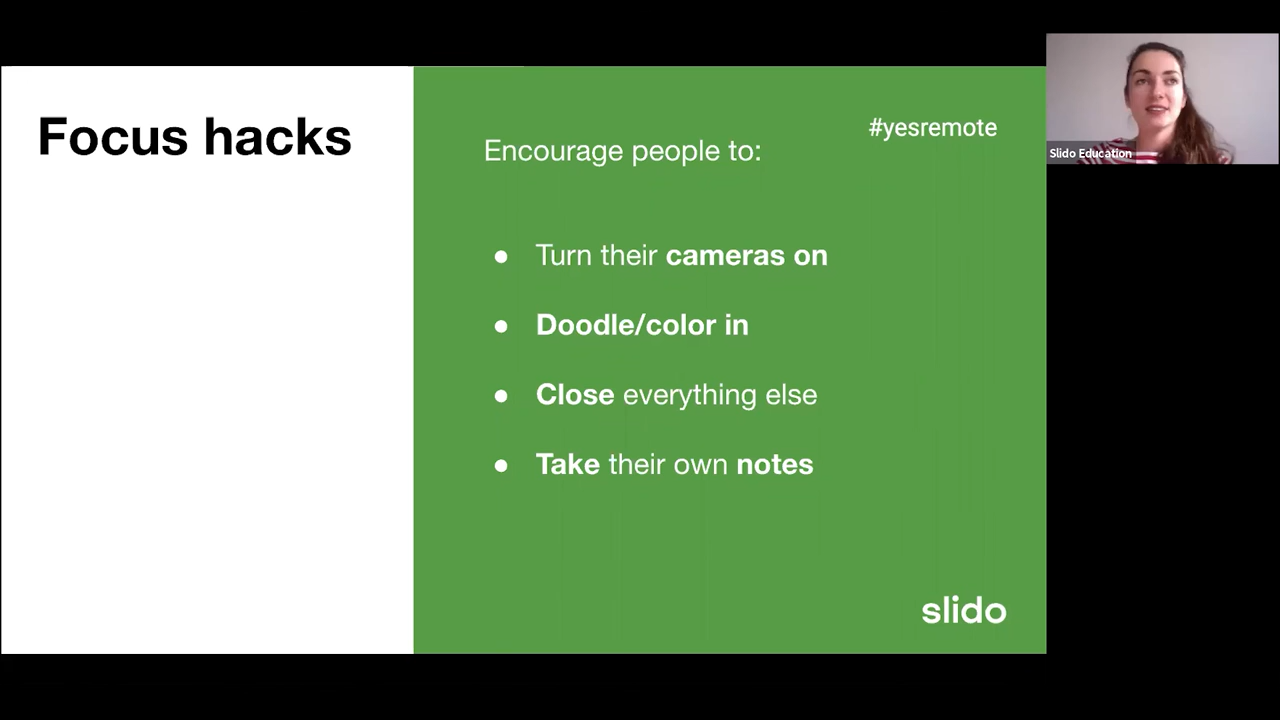 Focus hacks
#yesremote
Encourage people to:
● Turn their cameras on
● Doodle/color in
● Close everything else
● Take their own notes
slido
Slido Education